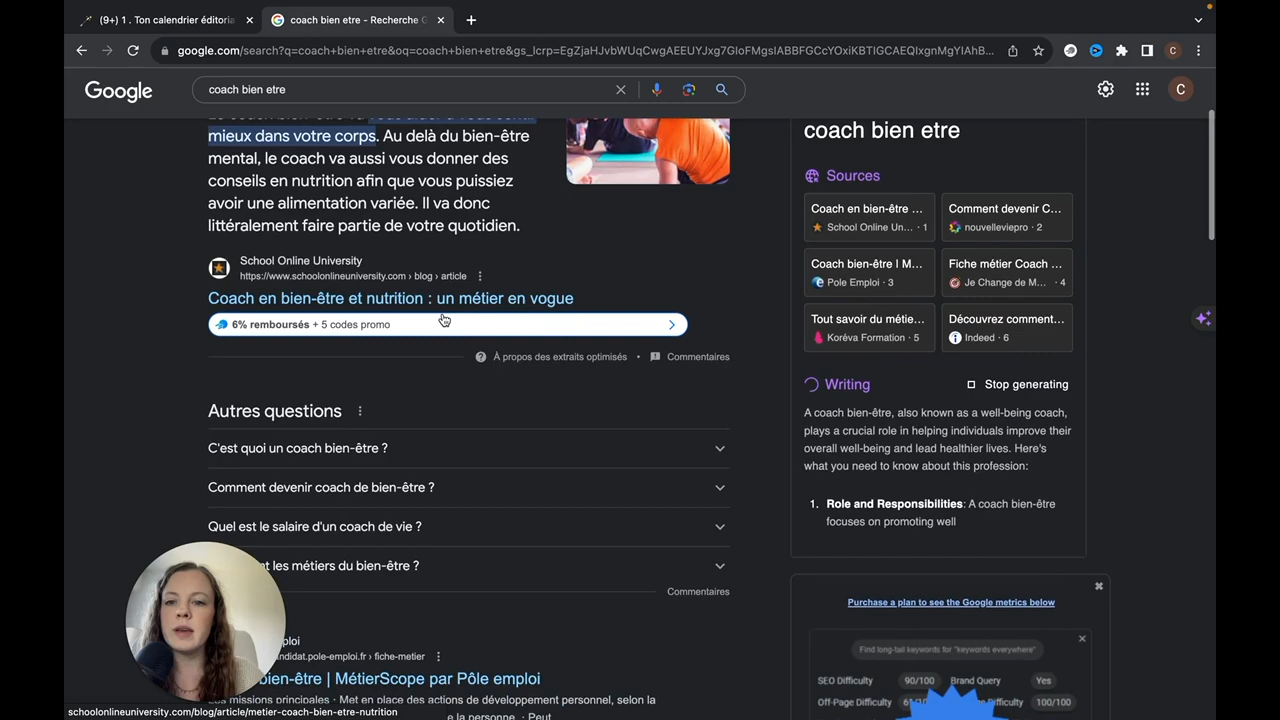 (9+) 1 . Ton calendrier éditoria
coach bien etre - Recherche G
google.com/search?q=coach+bien+etre&oq=coach+bien+etre&gs_lcrp=EgZjaHJvbWUqCwgAEEUYJxg7GIoFMgsIABBFGCcYOxiKBTIGCAEQIxgnMgYIAhB...
C
Google
coach bien etre
C
mieux dans votre corps. Au delà du bien-être
mental, le coach va aussi vous donner des
conseils en nutrition afin que vous puissiez
avoir une alimentation variée. Il va donc
littéralement faire partie de votre quotidien.
School Online University
https://www.schoolonlineuniversity.com › blog › article
Coach en bien-être et nutrition : un métier en vogue
6% remboursés + 5 codes promo
À propos des extraits optimisés • Commentaires
Autres questions
C'est quoi un coach bien-être ?
Comment devenir coach de bien-être ?
Quel est le salaire d'un coach de vie ?
t les métiers du bien-être ?
Commentaires
ploi
andidat.pole-emploi.fr › fiche-metier
bien-être | MétierScope par Pôle emploi
missions principales · Met en place des actions de développement personnel, selon la
e la personne. · Peut
schoolonlineuniversity.com/blog/article/metier-coach-bien-etre-nutrition
coach bien etre
Sources
Coach en bien-être ...
School Online Un... · 1
Comment devenir C...
nouvelleviepro · 2
Coach bien-être I M...
Pole Emploi · 3
Fiche métier Coach ...
Je Change de M... · 4
Tout savoir du métie...
Koréva Formation · 5
Découvrez comment...
Indeed · 6
Writing
Stop generating
A coach bien-être, also known as a well-being coach,
plays a crucial role in helping individuals improve their
overall well-being and lead healthier lives. Here's
what you need to know about this profession:
1. Role and Responsibilities: A coach bien-être
focuses on promoting well
Purchase a plan to see the Google metrics below
Find long-tail keywords for "keywords everywhere"
SEO Difficulty 90/100 Brand Query Yes
Off-Page Difficulty
Difficulty 100/100